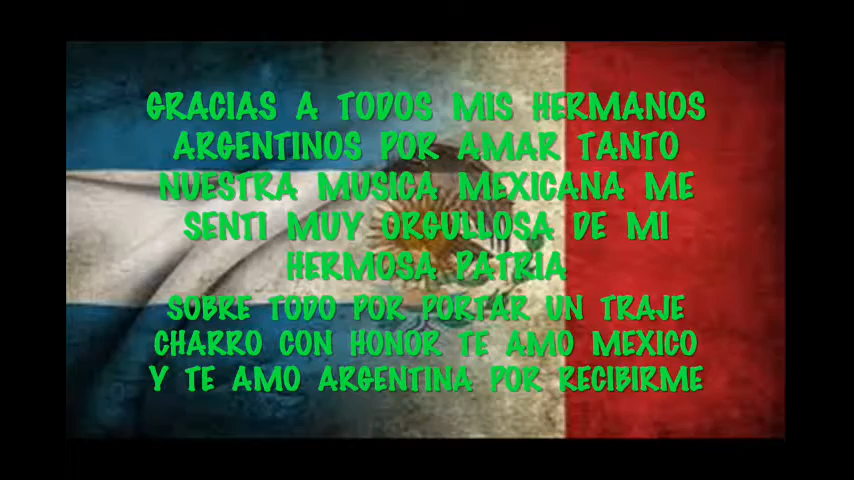 GRACIAS A TODOS MIS HERMANOS
ARGENTINOS POR AMAR TANTO
NUESTRA MUSICA MEXICANA ME
SENTI MUY ORGULLOSA DE MI
HERMOSA PATRIA
SOBRE TODO POR PORTAR UN TRAJE
CHARRO CON HONOR TE AMO MEXICO
Y TE AMO ARGENTINA POR RECIBIRME